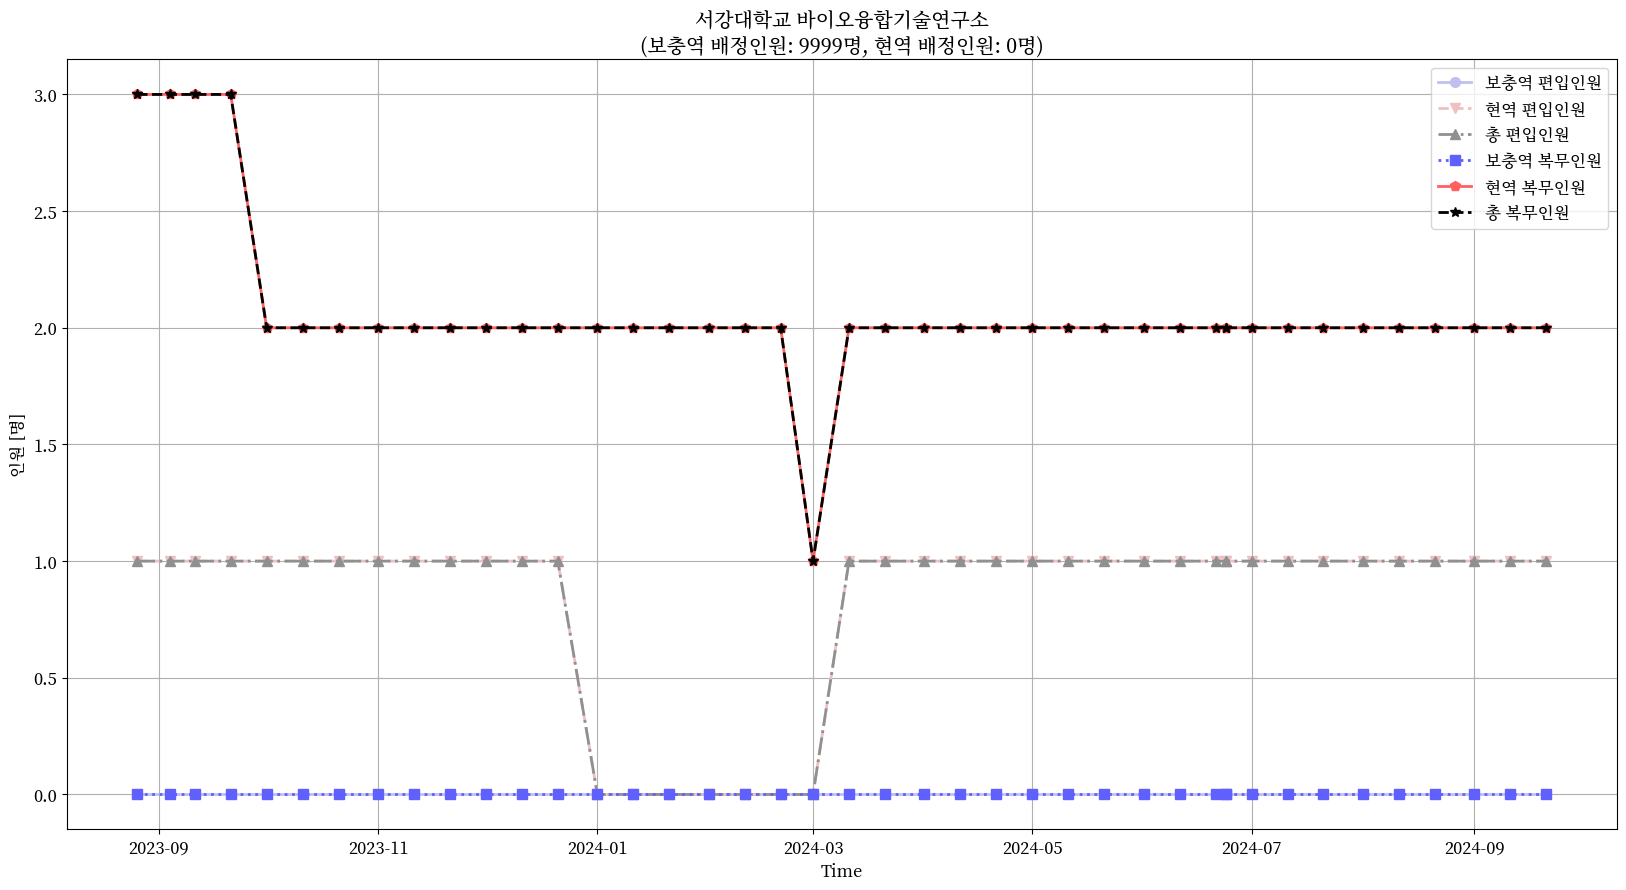 서강대학교 바이오융합기술연구소
(보충역 배정인원: 9999명, 현역 배정인원: 0명)
보충역 편입인원
현역 편입인원
총 편입인원
보충역 복무인원
현역 복무인원
총 복무인원
3.0
2.5
2.0
1.5
1.0
0.5
0.0
인원 [명]
2023-09
2023-11
2024-01
2024-03
2024-05
2024-07
2024-09
Time